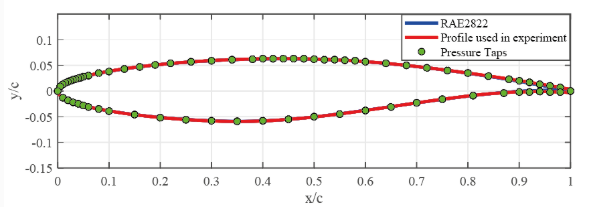 RAE2822
Profile used in experiment
Pressure Taps
0.1
0.05
0
-0.05
-0.1
-0.15
y/c
0 0.1 0.2 0.3 0.4 0.5 0.6 0.7 0.8 0.9 1
x/c